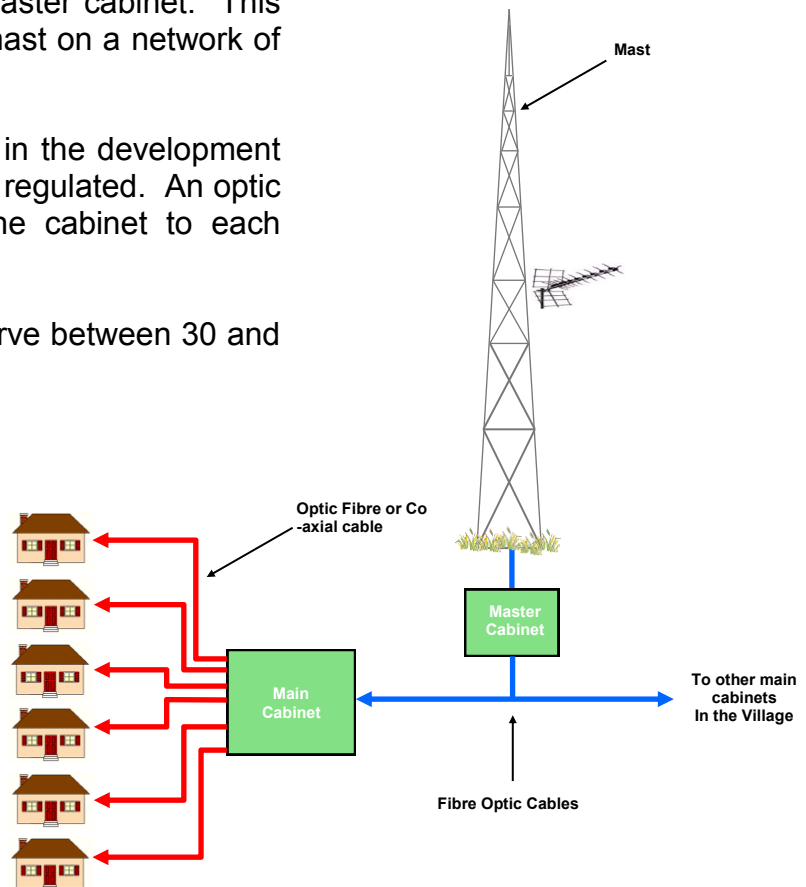 aster cabinet. This
nast on a network of
in the development
regulated. An optic
ne cabinet to each
rve between 30 and
Mast
Optic Fibre or Co
-axial cable
Master
Cabinet
Main
Cabinet
To other main
cabinets
In the Village
Fibre Optic Cables